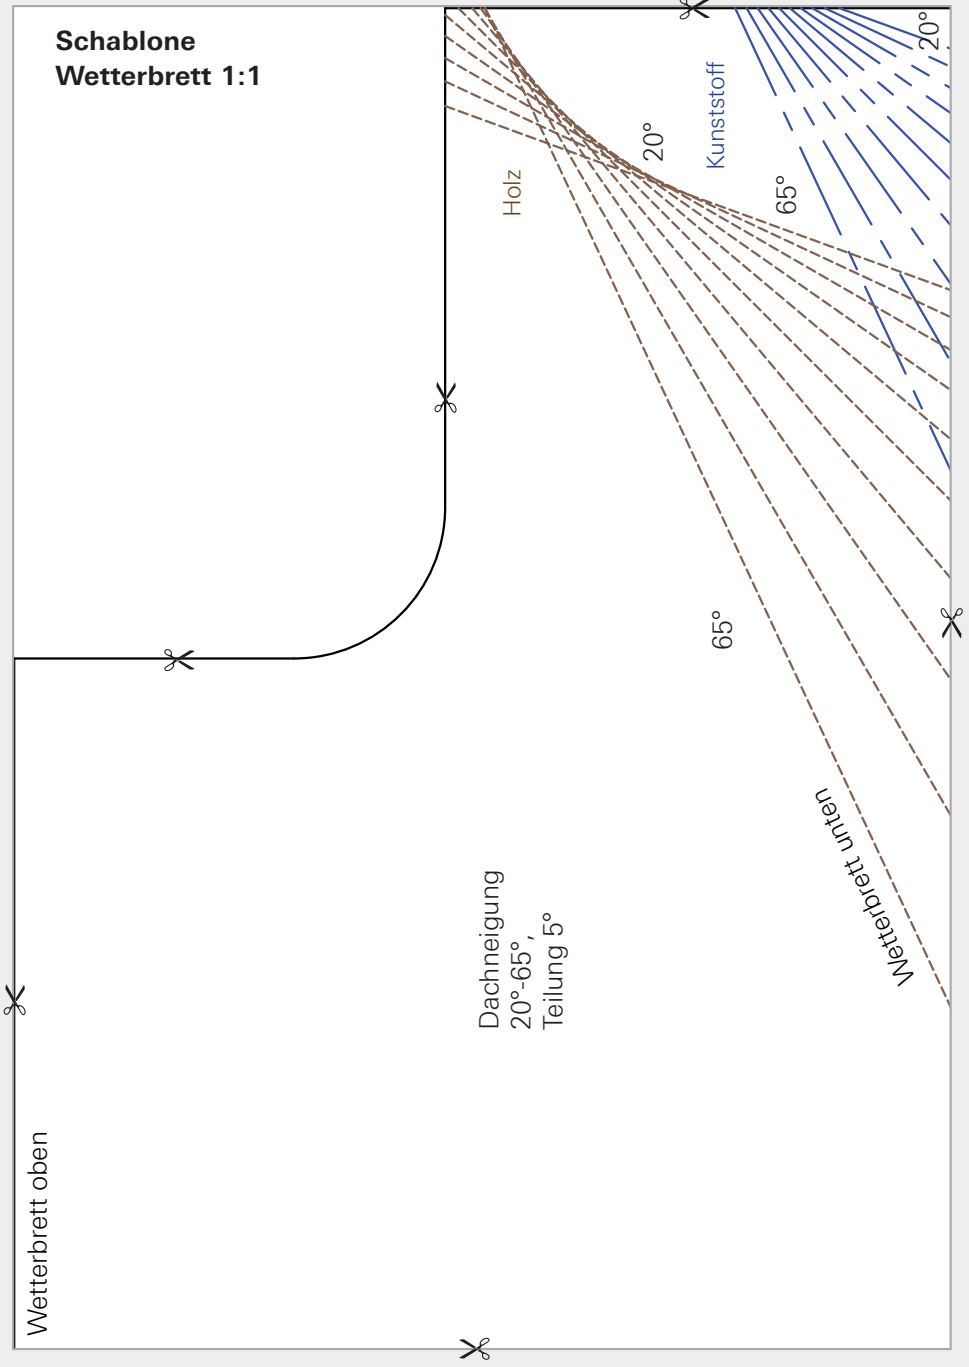 Schablone
Wetterbrett 1:1
Holz
20°
Kunststoff
65°
20°
65°
Wetterbrett unten
Dachneigung
20°-65°,
Teilung 5°
Wetterbrett oben